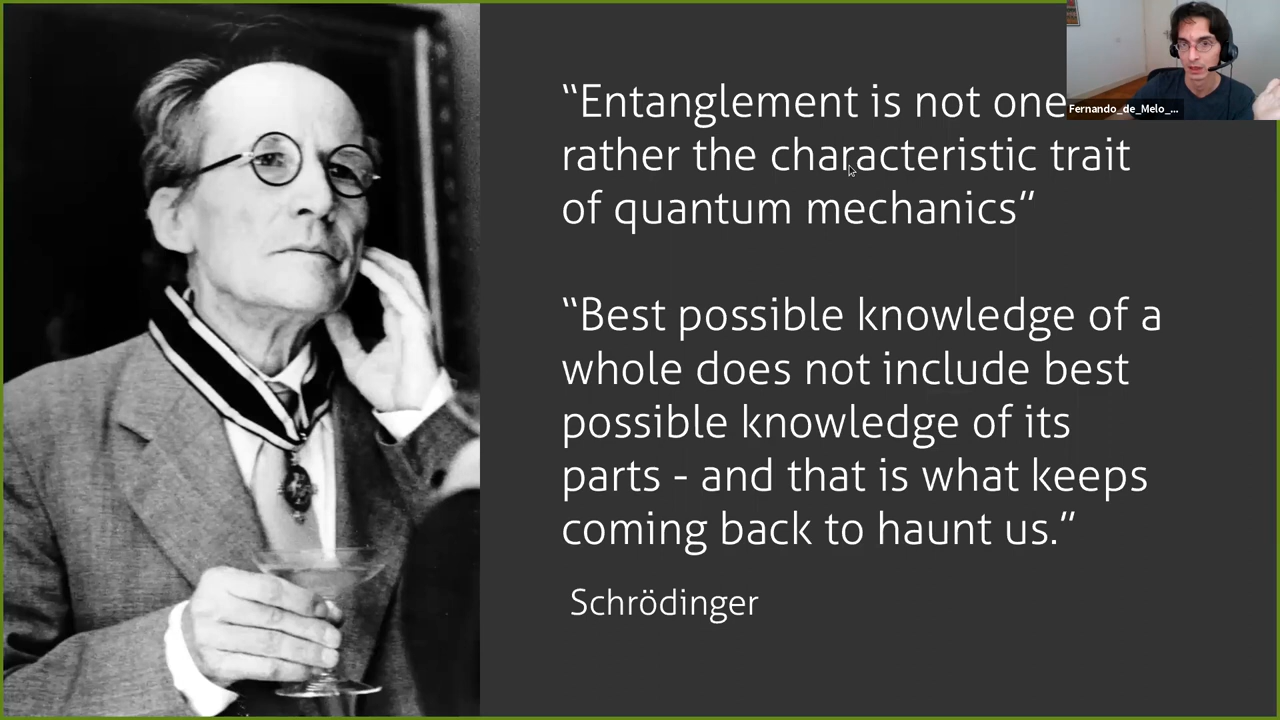 “Entanglement is not one
rather the characteristic trait
of quantum mechanics”
“Best possible knowledge of a
whole does not include best
possible knowledge of its
parts - and that is what keeps
coming back to haunt us.”
Schrödinger
Fernando_de_Melo_...